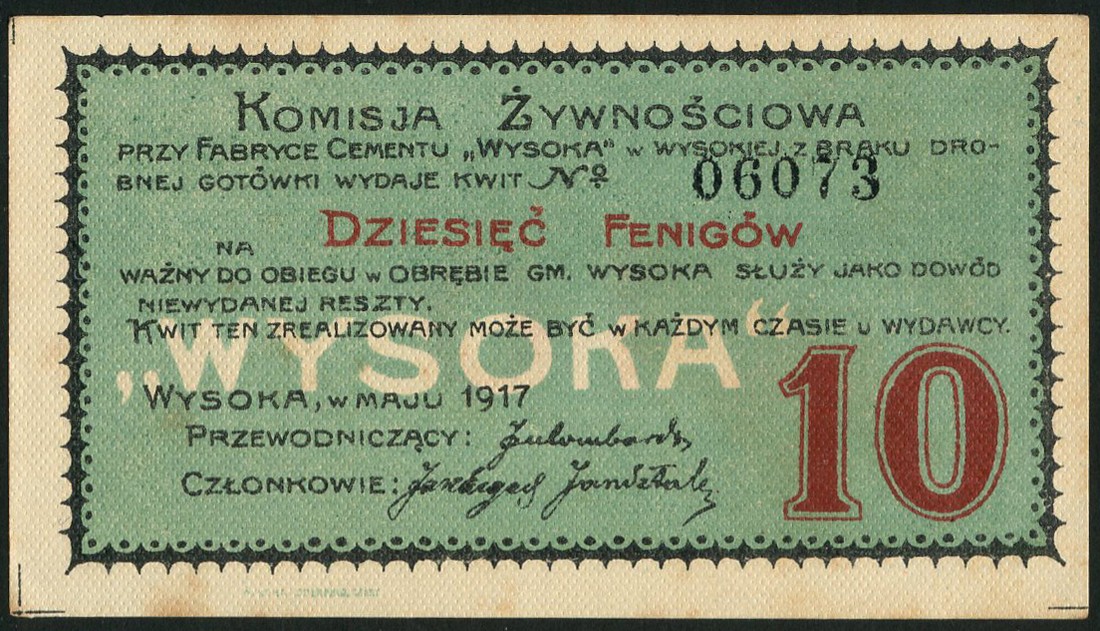 KOMISJA ŻYWNOŚCIOWA
PRZY FABRYCE CEMENTU „WYSOKA" W WYSOKIEJ, Z BRAKU DRO-
BNEJ GOTÓWKI WYDAJE KWIT No 06073
NA DZIESIĘĆ FENIGÓW
WAŻNY DO OBIEGU W OBRĘBIE GM. WYSOKA SŁUŻY JAKO DOWÓD
NIEWYDANEJ RESZTY.
KWIT TEN ZREALIZOWANY MOŻE BYĆ W KAŻDYM CZASIE U WYDAWCY.
„WYSOKA"
10
WYSOKA, W MAJU 1917
PRZEWODNICZĄCY:
CZŁONKOWIE: